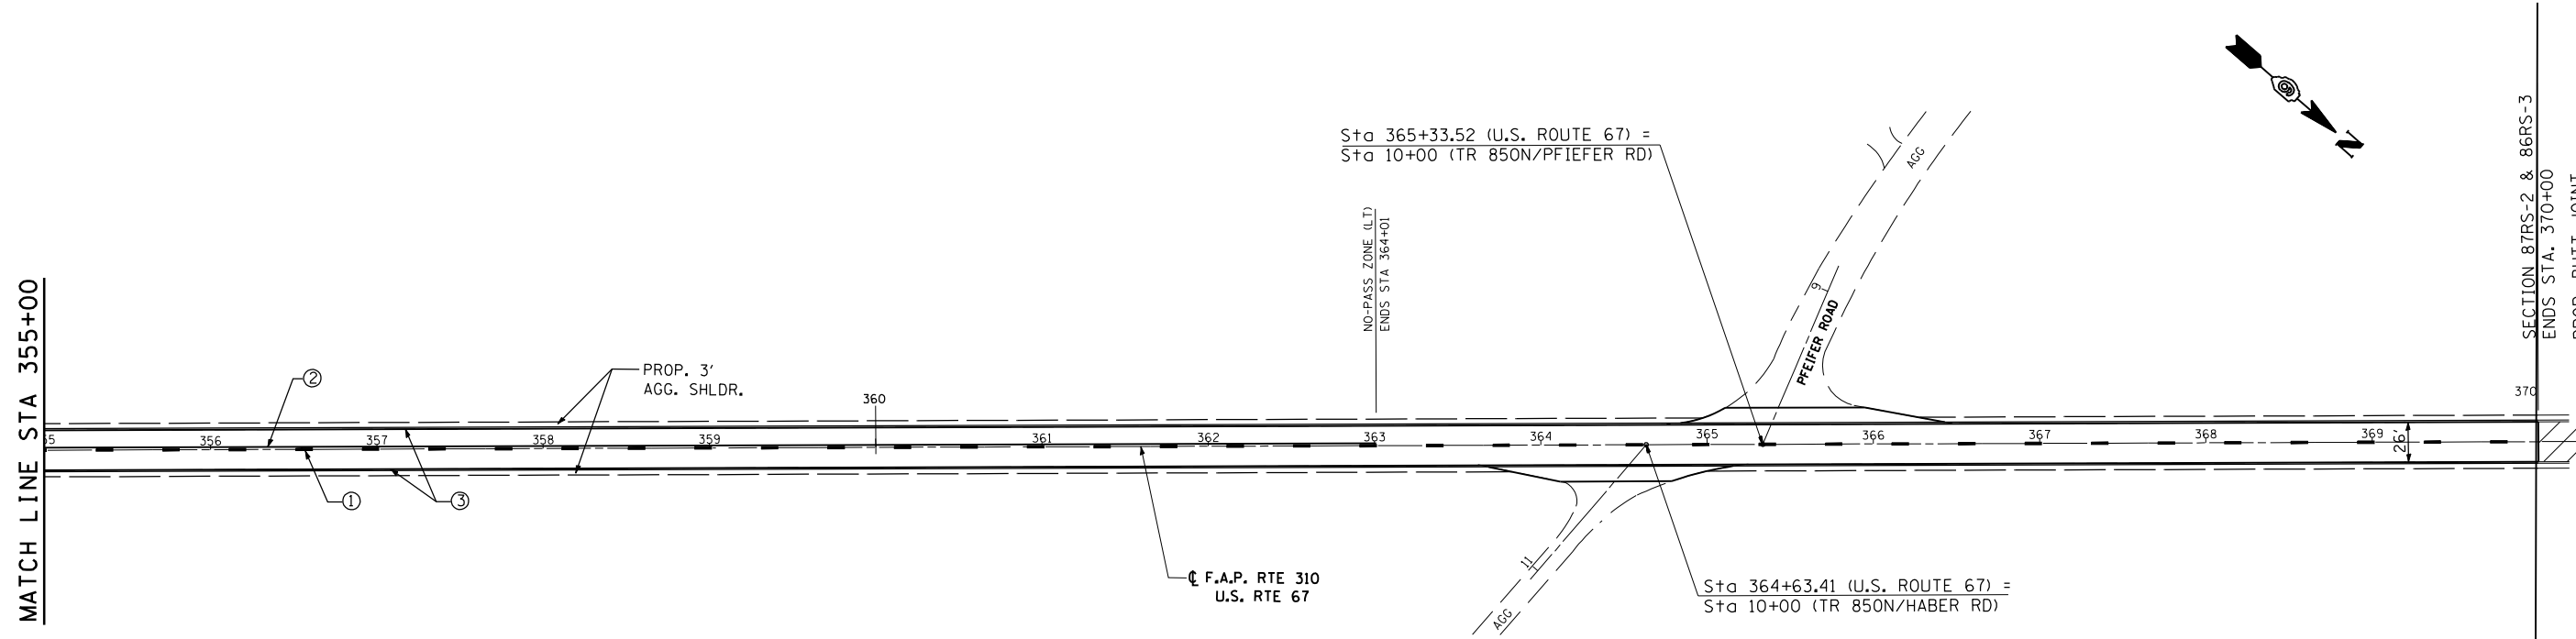 MATCH LINE STA 355+00
55
356
357
358
359
360
361
362
363
364
365
366
367
368
369
370
②
①
③
PROP. 3'
AGG. SHLDR.
NO-PASS ZONE (LT)
ENDS STA 364+01
Sta 365+33.52 (U.S. ROUTE 67) =
Sta 10+00 (TR 850N/PFIEFER RD)
AGG
9
PFEIFER ROAD
N
SECTION 87RS-2 & 86RS-3
ENDS STA. 370+00
PROP. BUTT JOINT
26'
℄ F.A.P. RTE 310
U.S. RTE 67
11
AGG
Sta 364+63.41 (U.S. ROUTE 67) =
Sta 10+00 (TR 850N/HABER RD)